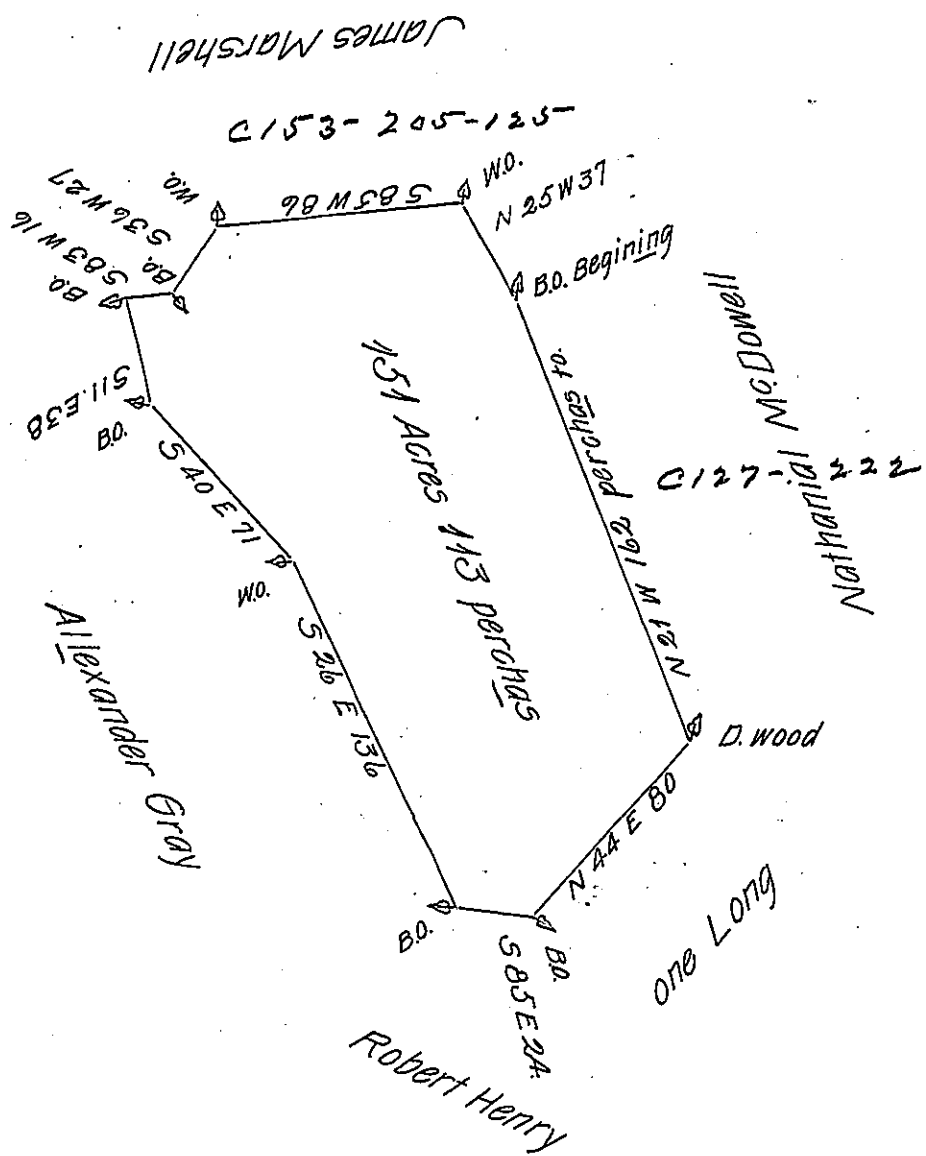 James Marshell
C153-205-125
W.O.
N 25 W 37
B.O. Begining
S 85 W 86
W.O.
S 36 W 27
B.O.
S 83 W 16
B.O.
S 11. E 38
B.O.
S 40 E 71
W.O.
S 26 E 136
B.O.
S 85 E 24
B.O.
N. 44 E 80
D. wood
N 21 W 162 perchas to.
151 Acres 113 perchas
Nathanial McDowell
C127-222
Allexander Gray
one Long
Robert Henry